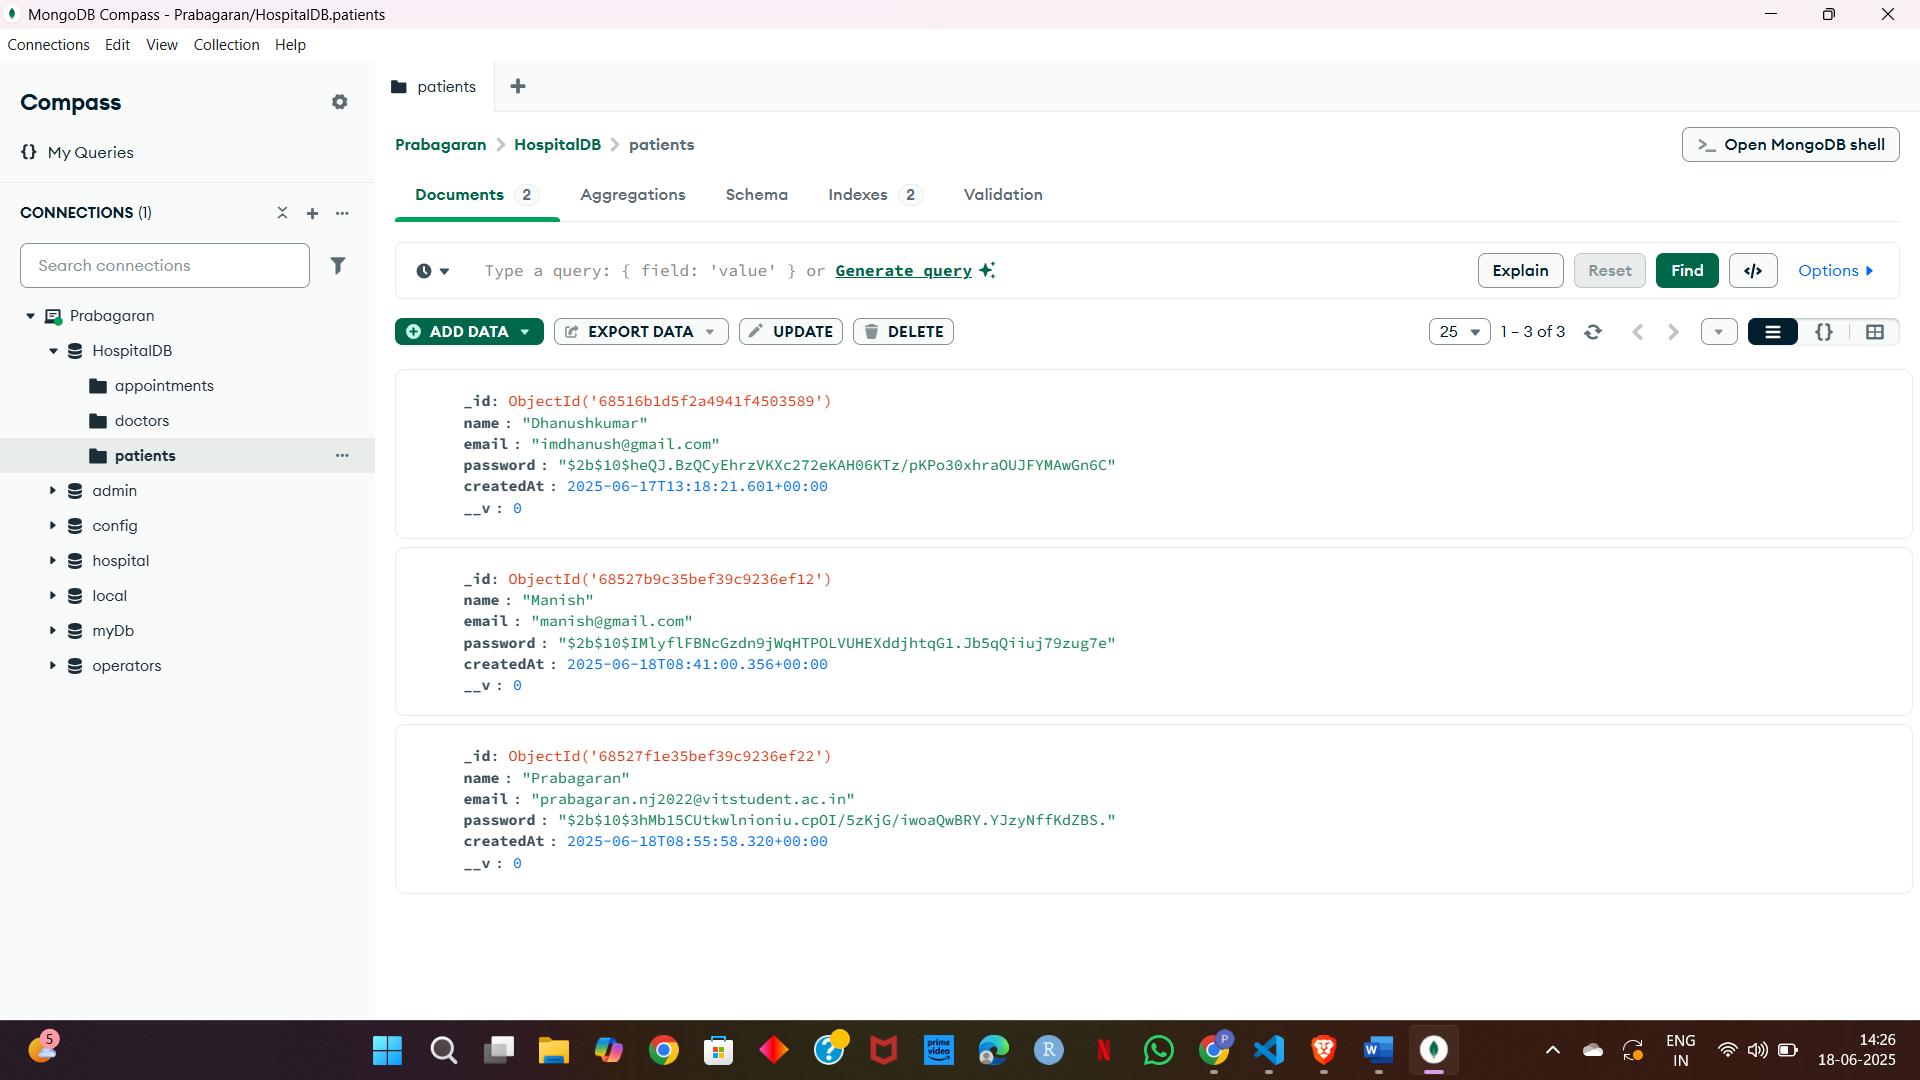 MongoDB Compass - Prabagaran/HospitalDB.patients
Connections Edit View Collection Help
Compass
{} My Queries
CONNECTIONS (1)
Search connections
Prabagaran
HospitalDB
appointments
doctors
patients
admin
config
hospital
local
myDb
operators
patients
Prabagaran > HospitalDB > patients
>_ Open MongoDB shell
Documents 2 Aggregations Schema Indexes 2 Validation
Type a query: { field: 'value' } or Generate query
Explain Reset Find </> Options
ADD DATA EXPORT DATA UPDATE DELETE
25 1 – 3 of 3 {}
_id: ObjectId('68516b1d5f2a4941f4503589')
name : "Dhanushkumar"
email : "imdhanush@gmail.com"
password : "$2b$10$heQJ.BzQCyEhrzVKXc272eKAH06KTz/pKPo30xhraOUJFYMAwGn6C"
createdAt : 2025-06-17T13:18:21.601+00:00
__v : 0
_id: ObjectId('68527b9c35bef39c9236ef12')
name : "Manish"
email : "manish@gmail.com"
password : "$2b$10$IMlyflFBNcGzdn9jWqHTPOLVUHEXddjhtqG1.Jb5qQiiuj79zug7e"
createdAt : 2025-06-18T08:41:00.356+00:00
__v : 0
_id: ObjectId('68527f1e35bef39c9236ef22')
name : "Prabagaran"
email : "prabagaran.nj2022@vitstudent.ac.in"
password : "$2b$10$3hMb15CUtkwlnioniu.cpOI/5zKjG/iwoaQwBRY.YJzyNffKdZBS."
createdAt : 2025-06-18T08:55:58.320+00:00
__v : 0
5
prime video
R
N
P
W
ENG
IN
14:26
18-06-2025